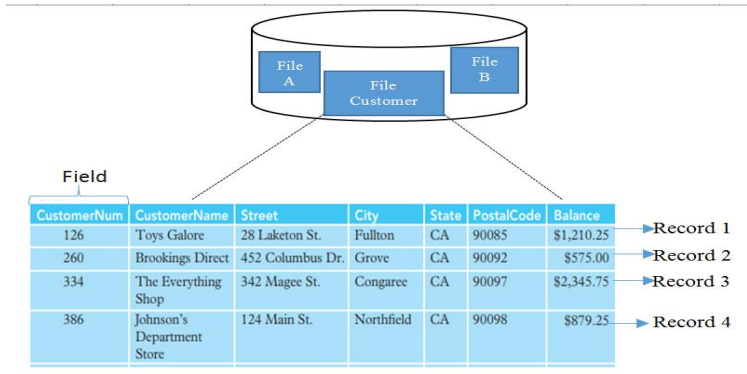 File
A
File
Customer
File
B
Field
CustomerNum CustomerName Street City State PostalCode Balance
126 Toys Galore 28 Laketon St. Fullton CA 90085 $1,210.25 Record 1
260 Brookings Direct 452 Columbus Dr. Grove CA 90092 $575.00 Record 2
334 The Everything 342 Magee St. Congaree CA 90097 $2,345.75 Record 3
Shop
386 Johnson's 124 Main St. Northfield CA 90098 $879.25 Record 4
Department
Store